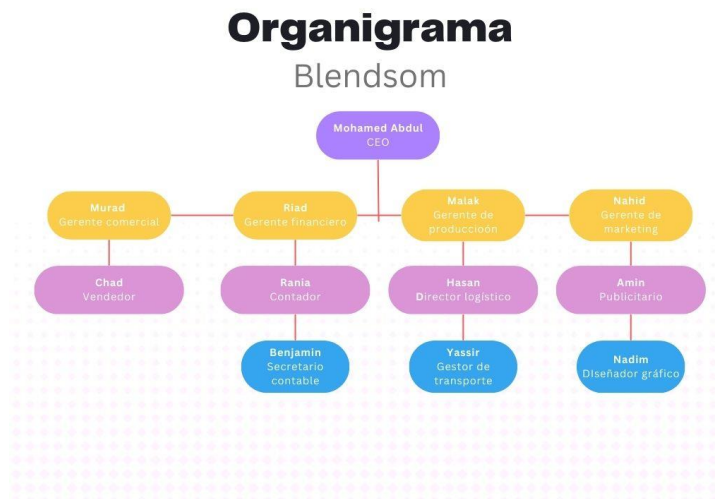 Organigrama
Blendsom
Mohamed Abdul
CEO
Murad
Gerente comercial
Riad
Gerente financiero
Malak
Gerente de
produccioón
Nahid
Gerente de
marketing
Chad
Vendedor
Rania
Contador
Hasan
Director logístico
Amin
Publicitario
Benjamin
Secretario
contable
Yassir
Gestor de
transporte
Nadim
DIseñador gráfico